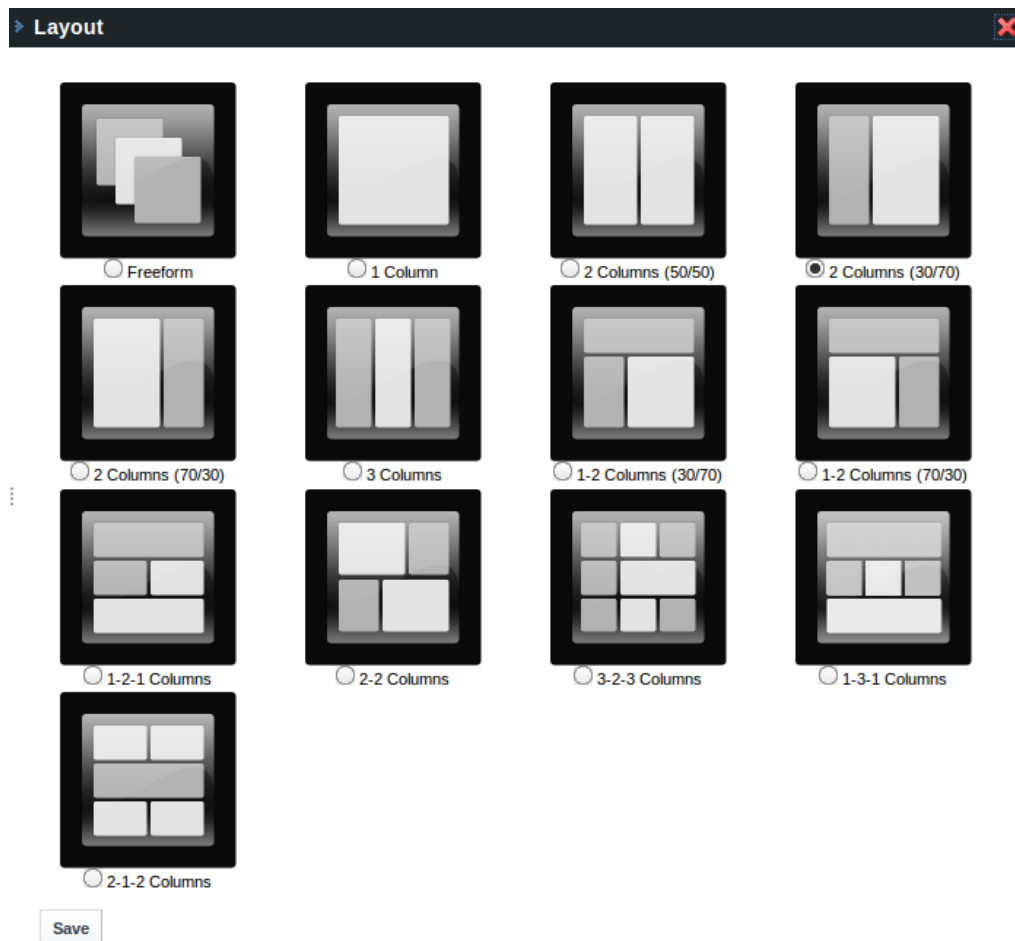 Layout
Freeform
1 Column
2 Columns (50/50)
2 Columns (30/70)
2 Columns (70/30)
3 Columns
1-2 Columns (30/70)
1-2 Columns (70/30)
1-2-1 Columns
2-2 Columns
3-2-3 Columns
1-3-1 Columns
2-1-2 Columns
Save